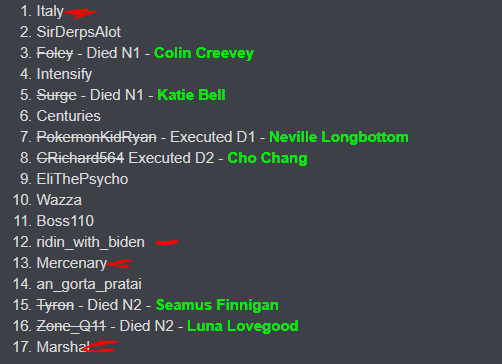 1. Italy
2. SirDerpsAlot
3. Foley - Died N1 - Colin Creevey
4. Intensify
5. Surge - Died N1 - Katie Bell
6. Centuries
7. PokemonKidRyan - Executed D1 - Neville Longbottom
8. CRichard564 Executed D2 - Cho Chang
9. EliThePsycho
10. Wazza
11. Boss110
12. ridin_with_biden
13. Mercenary
14. an_gorta_pratai
15. Tyron - Died N2 - Seamus Finnigan
16. Zone_Q11 - Died N2 - Luna Lovegood
17. Marshal